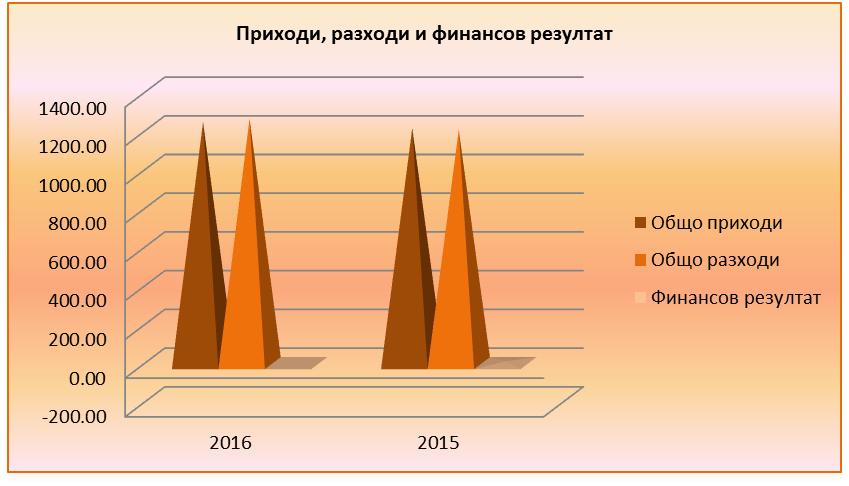 Приходи, разходи и финансов резултат
1400.00
1200.00
1000.00
800.00
600.00
400.00
200.00
0.00
-200.00
2016
2015
Общо приходи
Общо разходи
Финансов резултат